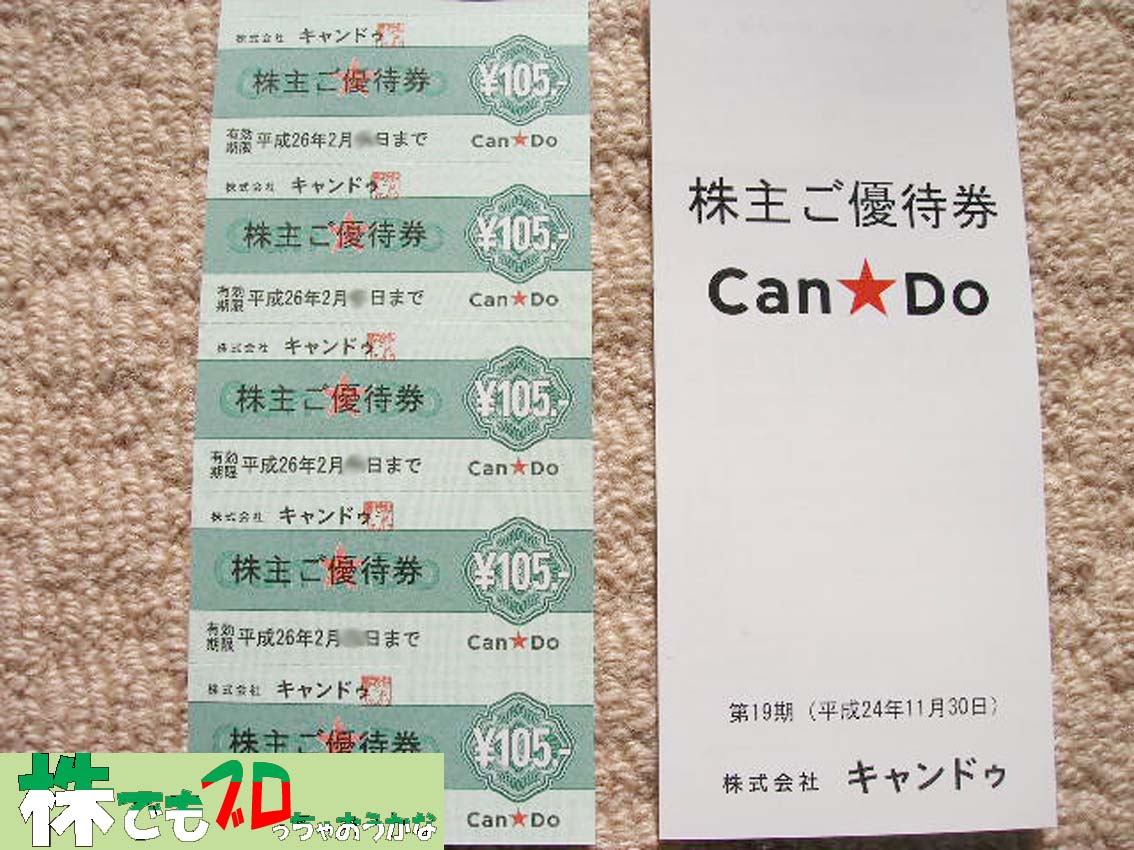 株式会社 キャンドゥ
株主ご優待券
¥105.-
有効期限 平成26年2月 日まで
Can★Do
株式会社 キャンドゥ
株主ご優待券
¥105.-
有効期限 平成26年2月 日まで
Can★Do
株式会社 キャンドゥ
株主ご優待券
¥105.-
有効期限 平成26年2月 日まで
Can★Do
株式会社 キャンドゥ
株主ご優待券
¥105.-
有効期限 平成26年2月 日まで
Can★Do
株式会社 キャンドゥ
株主ご優待券
¥105.-
Can★Do
株主ご優待券
Can★Do
第19期（平成24年11月30日）
株式会社 キャンドゥ
株でもブロっちゃおうかな